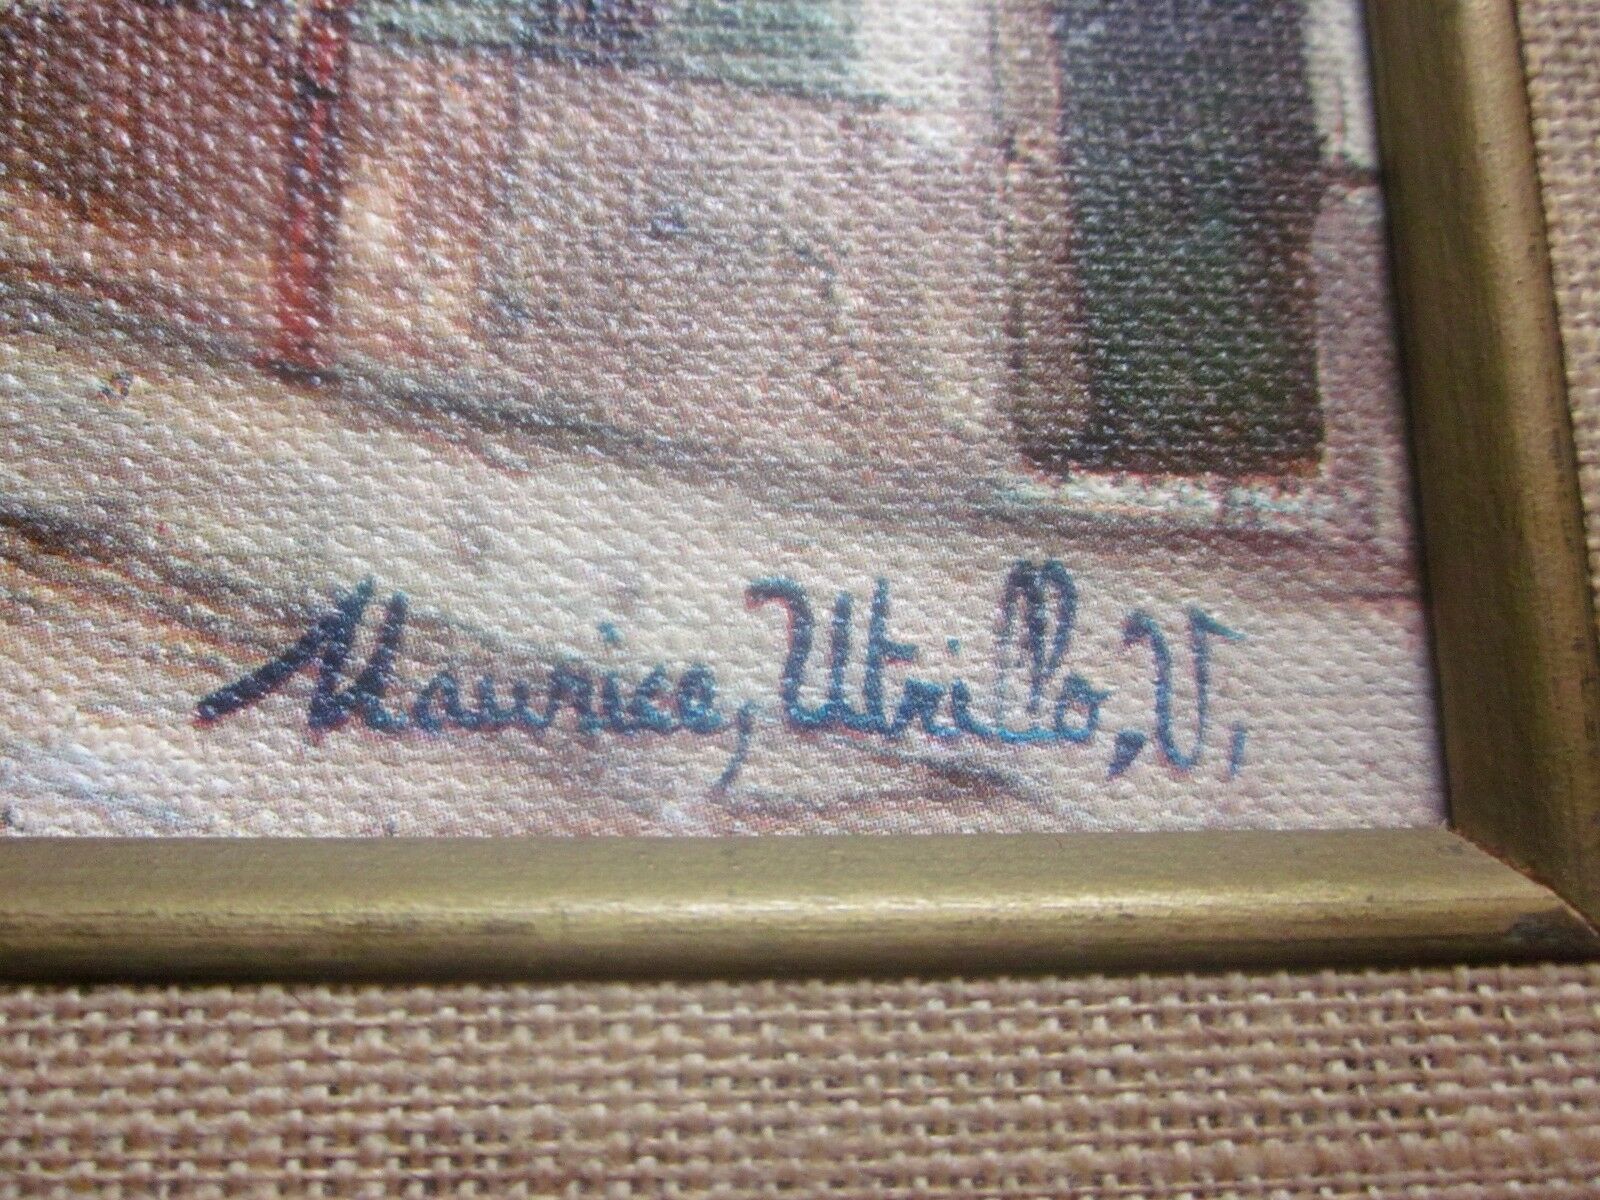 Maurice, Utrillo, V,